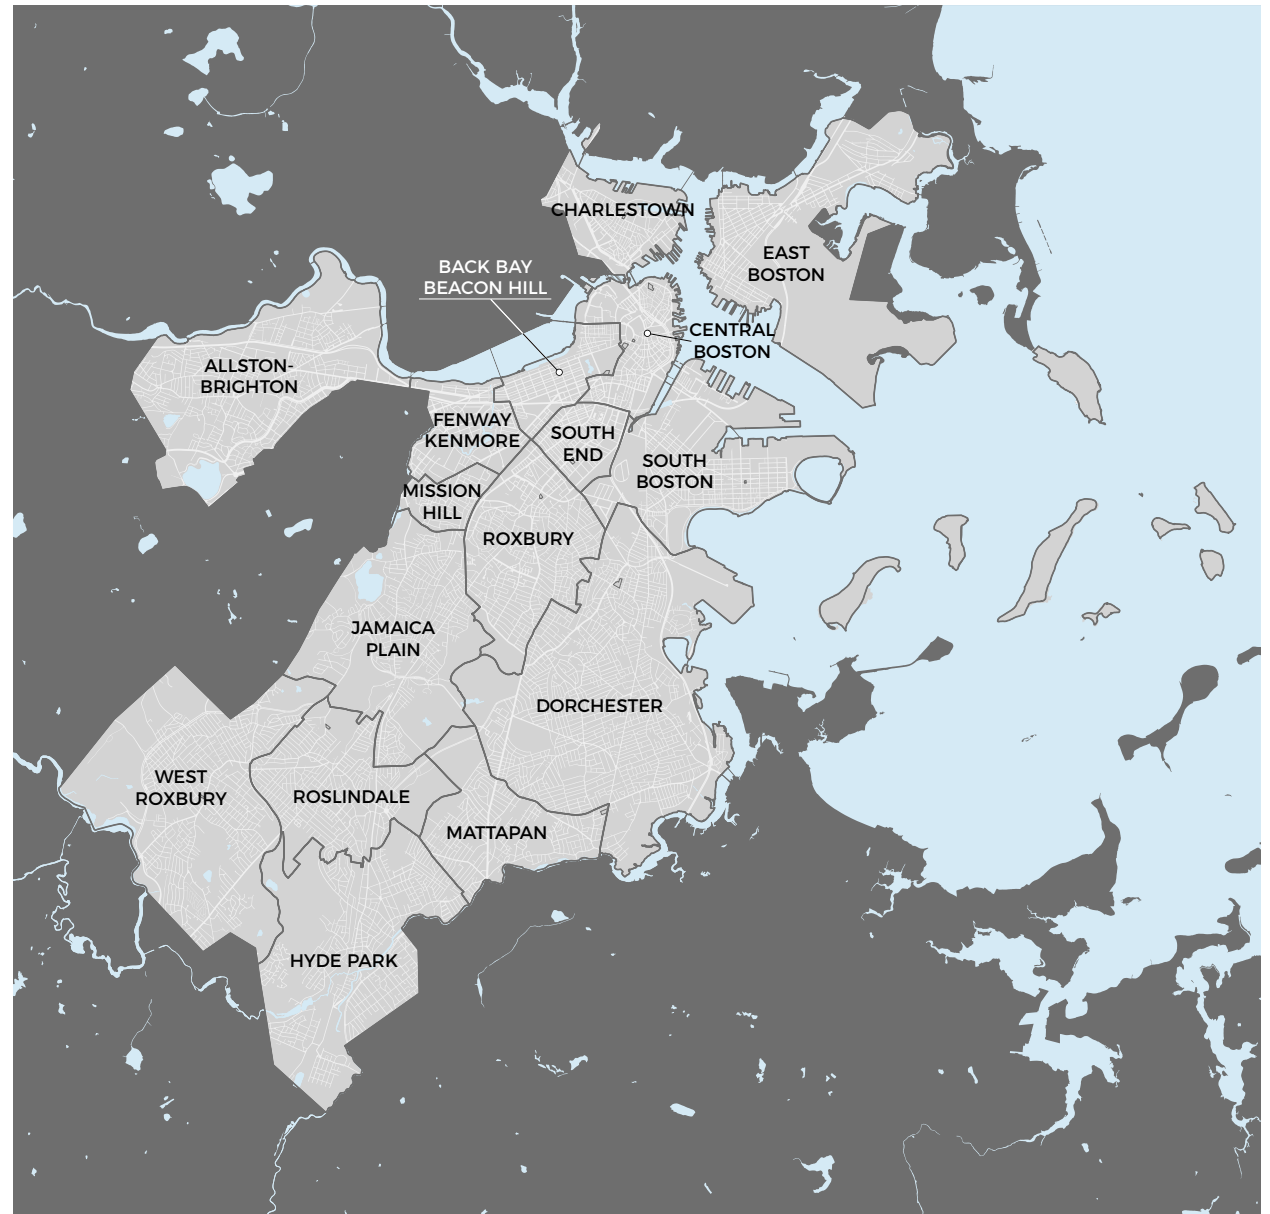 CHARLESTOWN
EAST
BOSTON
BACK BAY
BEACON HILL
CENTRAL
BOSTON
ALLSTON-
BRIGHTON
FENWAY
KENMORE
SOUTH
END
SOUTH
BOSTON
MISSION
HILL
ROXBURY
JAMAICA
PLAIN
DORCHESTER
WEST
ROXBURY
ROSLINDALE
MATTAPAN
HYDE PARK